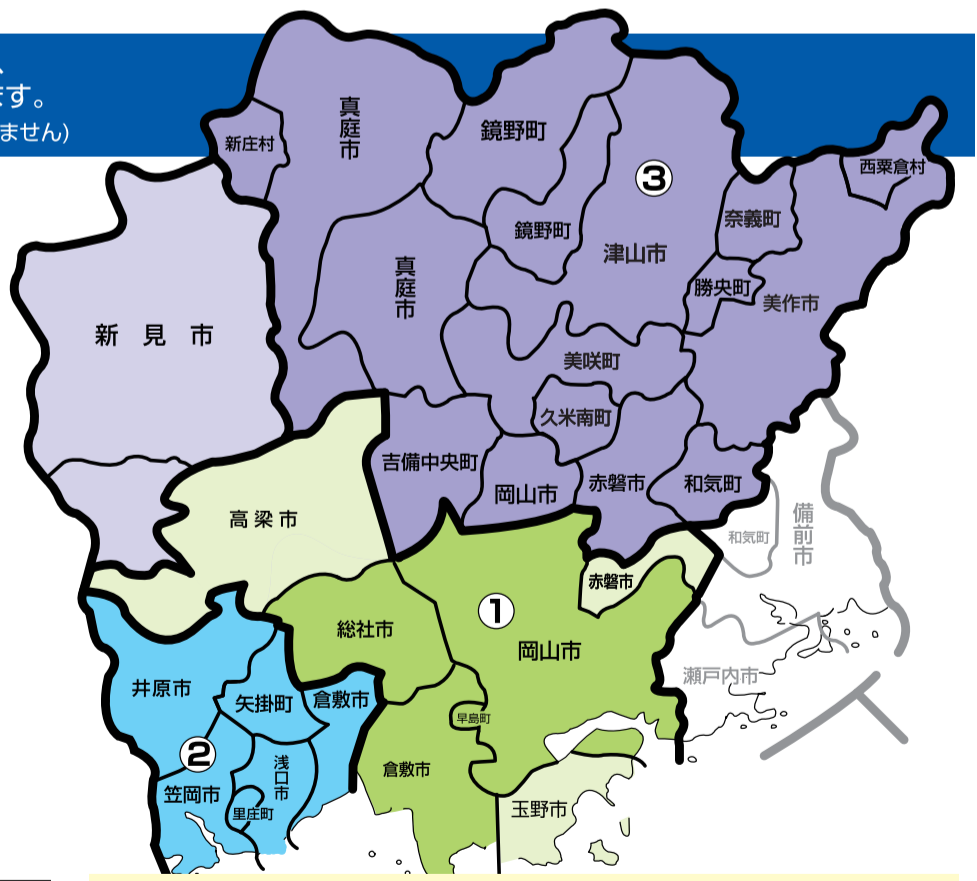 、
ます。
ません)
真庭市
鏡野町
新庄村
③
西粟倉村
奈義町
鏡野町
津山市
真庭市
勝央町
美作市
新見市
美咲町
久米南町
吉備中央町
岡山市
赤磐市
和気町
高梁市
備前市
和気町
赤磐市
①
総社市
岡山市
瀬戸内市
井原市
矢掛町
倉敷市
早島町
②
浅口市
倉敷市
笠岡市
里庄町
玉野市